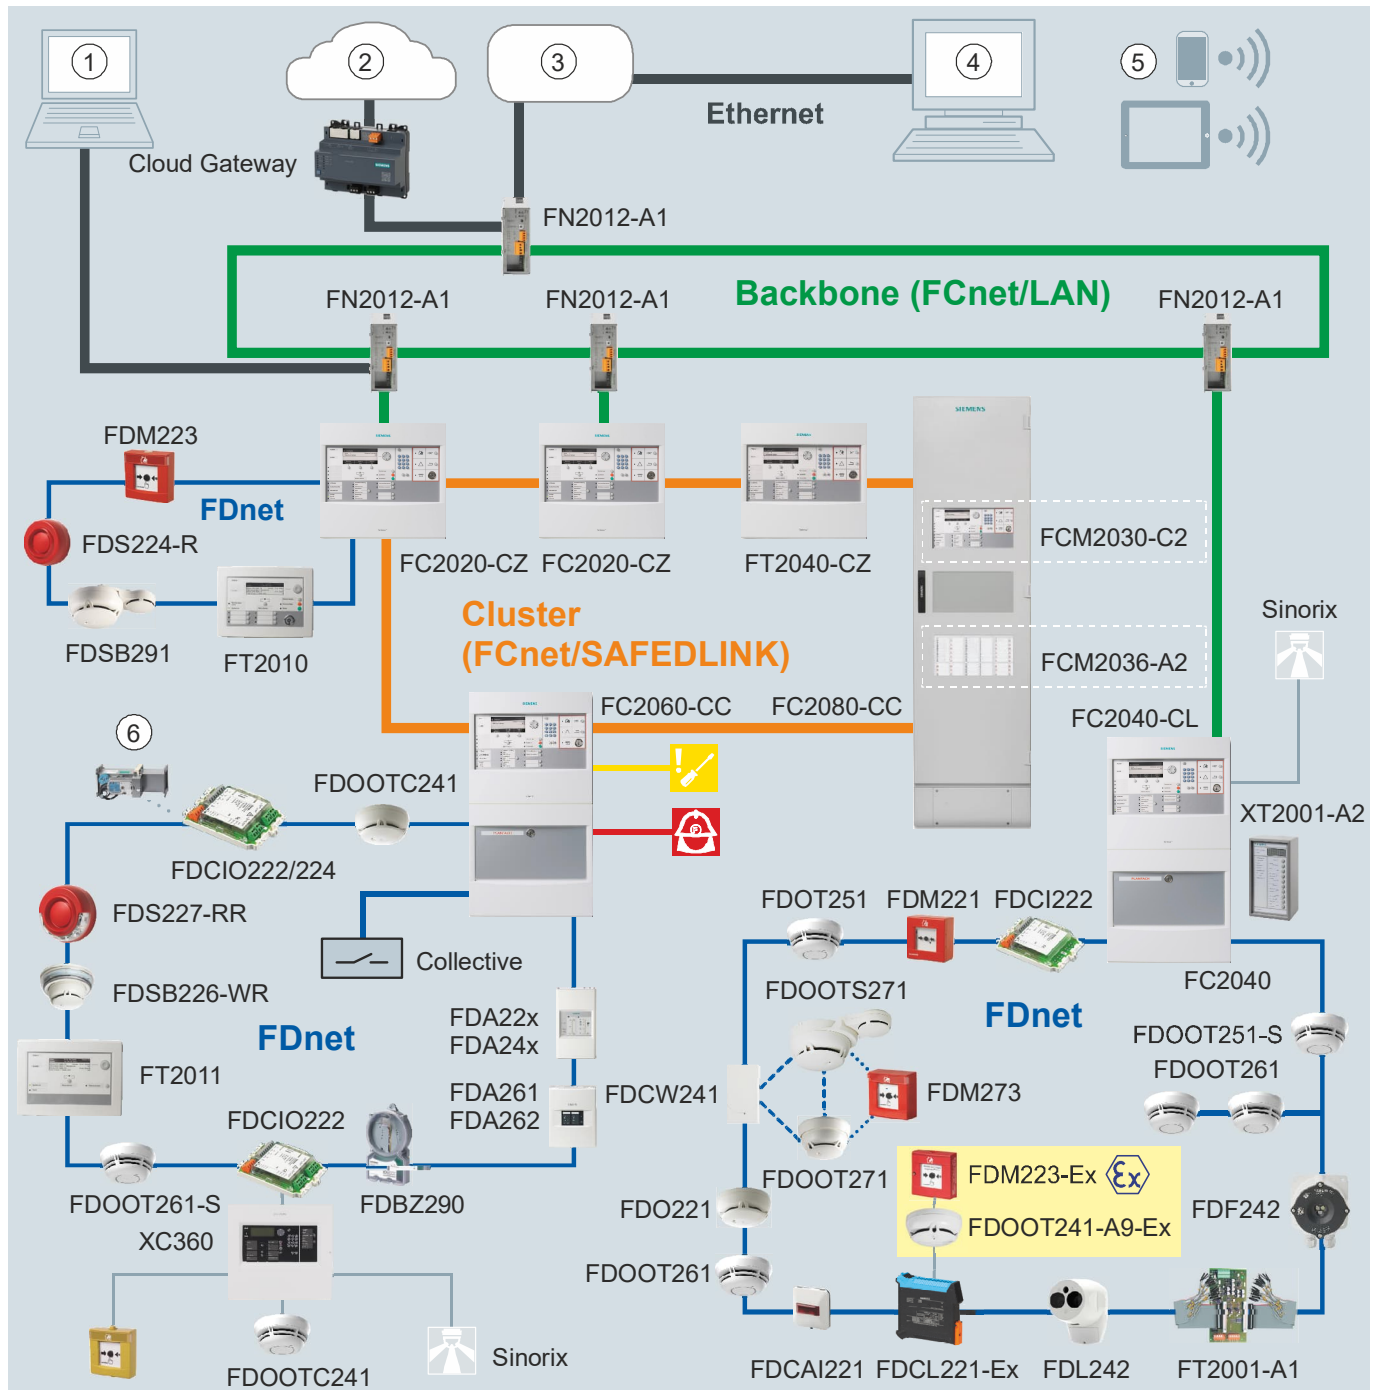 1
2
3
4
5
Ethernet
Cloud Gateway
FN2012-A1
Backbone (FCnet/LAN)
FN2012-A1
FN2012-A1
FN2012-A1
SIEMENS
FDM223
FDnet
FDS224-R
FC2020-CZ
FC2020-CZ
FT2040-CZ
FCM2030-C2
Sinorix
FDSB291
FT2010
Cluster
(FCnet/SAFEDLINK)
FCM2036-A2
FC2060-CC
FC2080-CC
FC2040-CL
6
FDOOTC241
XT2001-A2
FDCIO222/224
FDS227-RR
FDOT251
FDM221
FDCI222
Collective
FC2040
FDSB226-WR
FDOOTS271
FDnet
FDnet
FDA22x
FDA24x
FDOOT251-S
FDOOT261
FT2011
FDA261
FDA262
FDCW241
FDM273
FDCIO222
FDOOT271
FDM223-Ex
Ex
FDOOT261-S
FDBZ290
FDO221
FDOOT241-A9-Ex
FDF242
XC360
FDOOT261
Sinorix
FDOOTC241
FDCAI221
FDCL221-Ex
FDL242
FT2001-A1